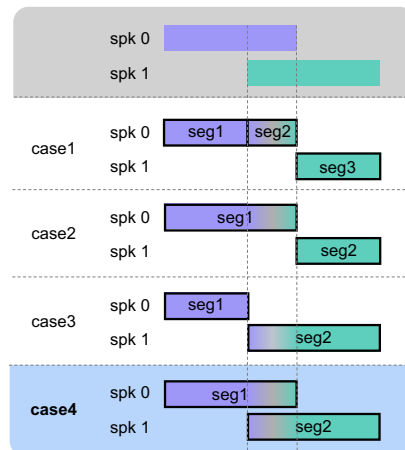 spk 0
spk 1
case1
spk 0
seg1 seg2
spk 1
seg3
case2
spk 0
seg1
spk 1
seg2
case3
spk 0
seg1
spk 1
seg2
case4
spk 0
seg1
spk 1
seg2